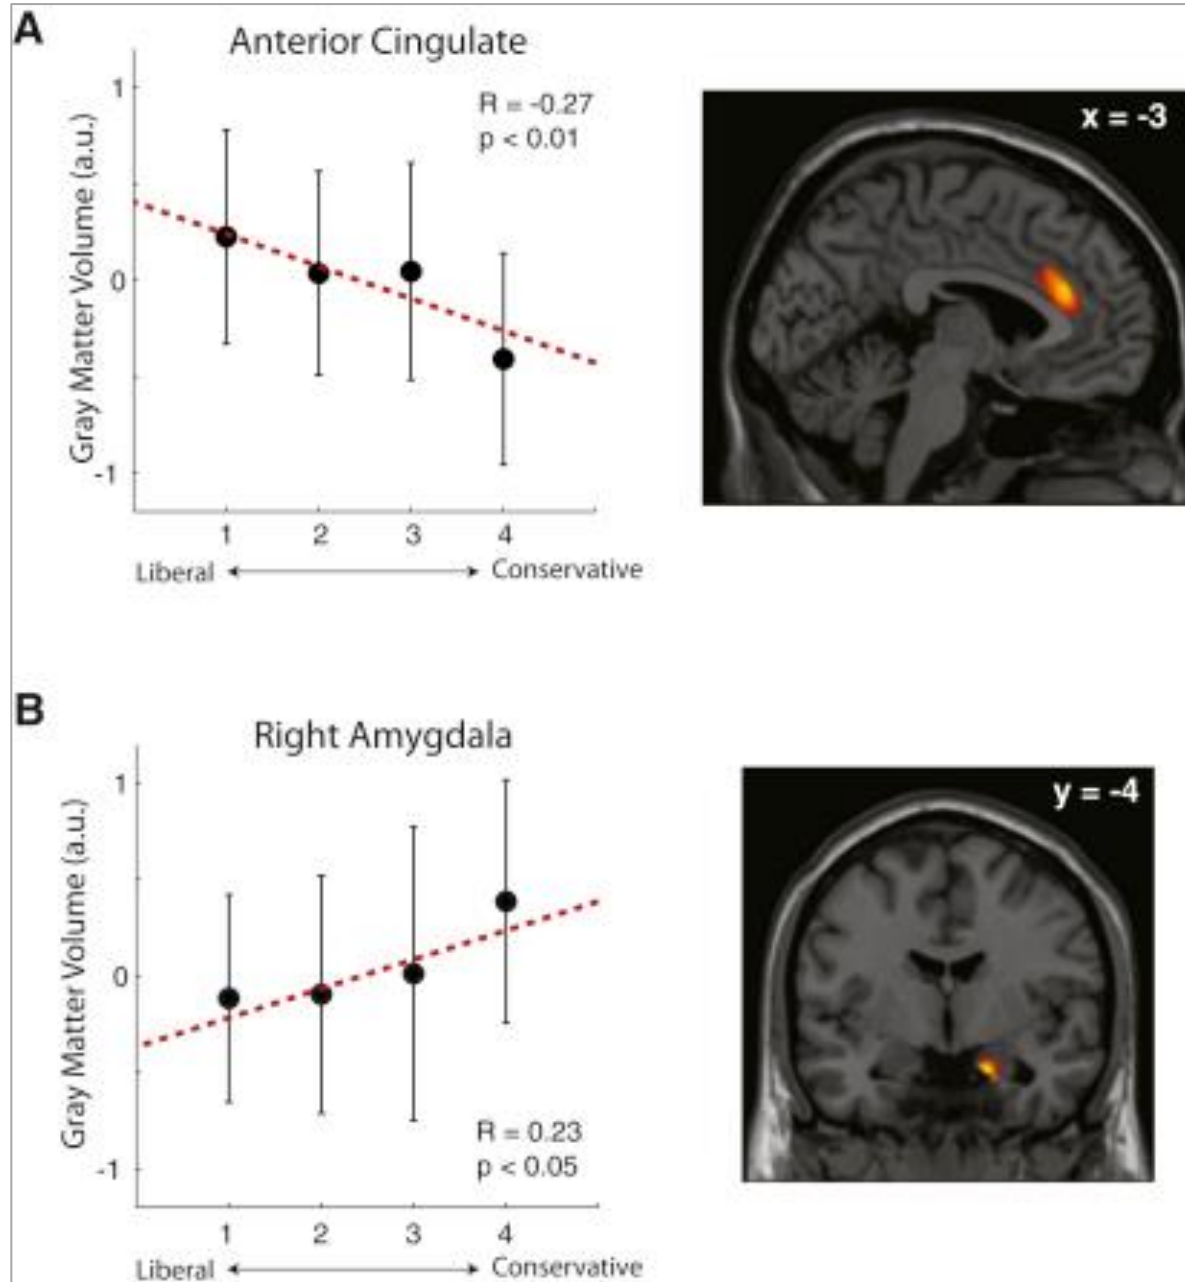 A
Anterior Cingulate
R = -0.27
p < 0.01
Gray Matter Volume (a.u.)
1
0
-1
1 2 3 4
Liberal Conservative
x = -3
B
Right Amygdala
Gray Matter Volume (a.u.)
1
0
-1
R = 0.23
p < 0.05
1 2 3 4
Liberal Conservative
y = -4